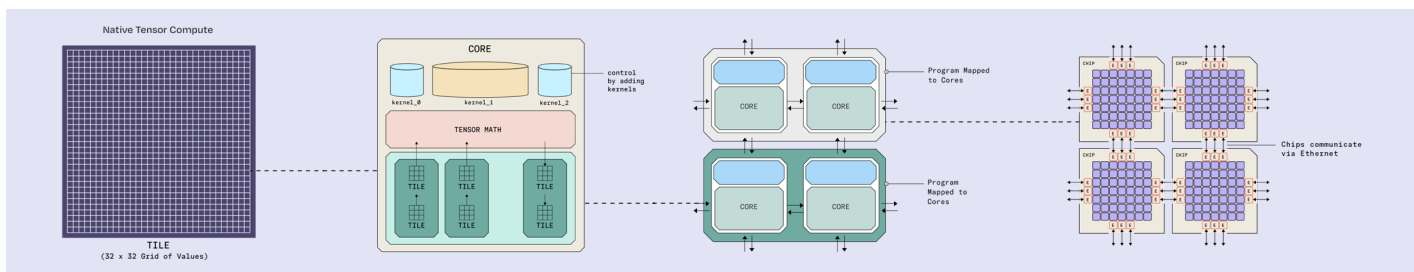 Native Tensor Compute
TILE
(32 x 32 Grid of Values)
CORE
kernel_0
kernel_1
kernel_2
control
by adding
kernels
TENSOR MATH
TILE
TILE
TILE
TILE
TILE
TILE
CORE
CORE
Program Mapped
to Cores
CORE
CORE
Program
Mapped to
Cores
CHIP
E E E
E
E
E
E
E
E
E E E
CHIP
E E E
E
E
E
E
E
E
E E E
CHIP
E E E
E
E
E
E
E
E
E E E
CHIP
E E E
E
E
E
E
E
E
E E E
Chips communicate
via Ethernet